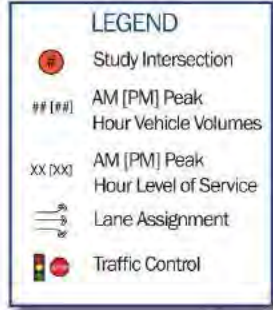 LEGEND
# Study Intersection
## [##] AM [PM] Peak
Hour Vehicle Volumes
XX [XX] AM [PM] Peak
Hour Level of Service
Lane Assignment
Traffic Control